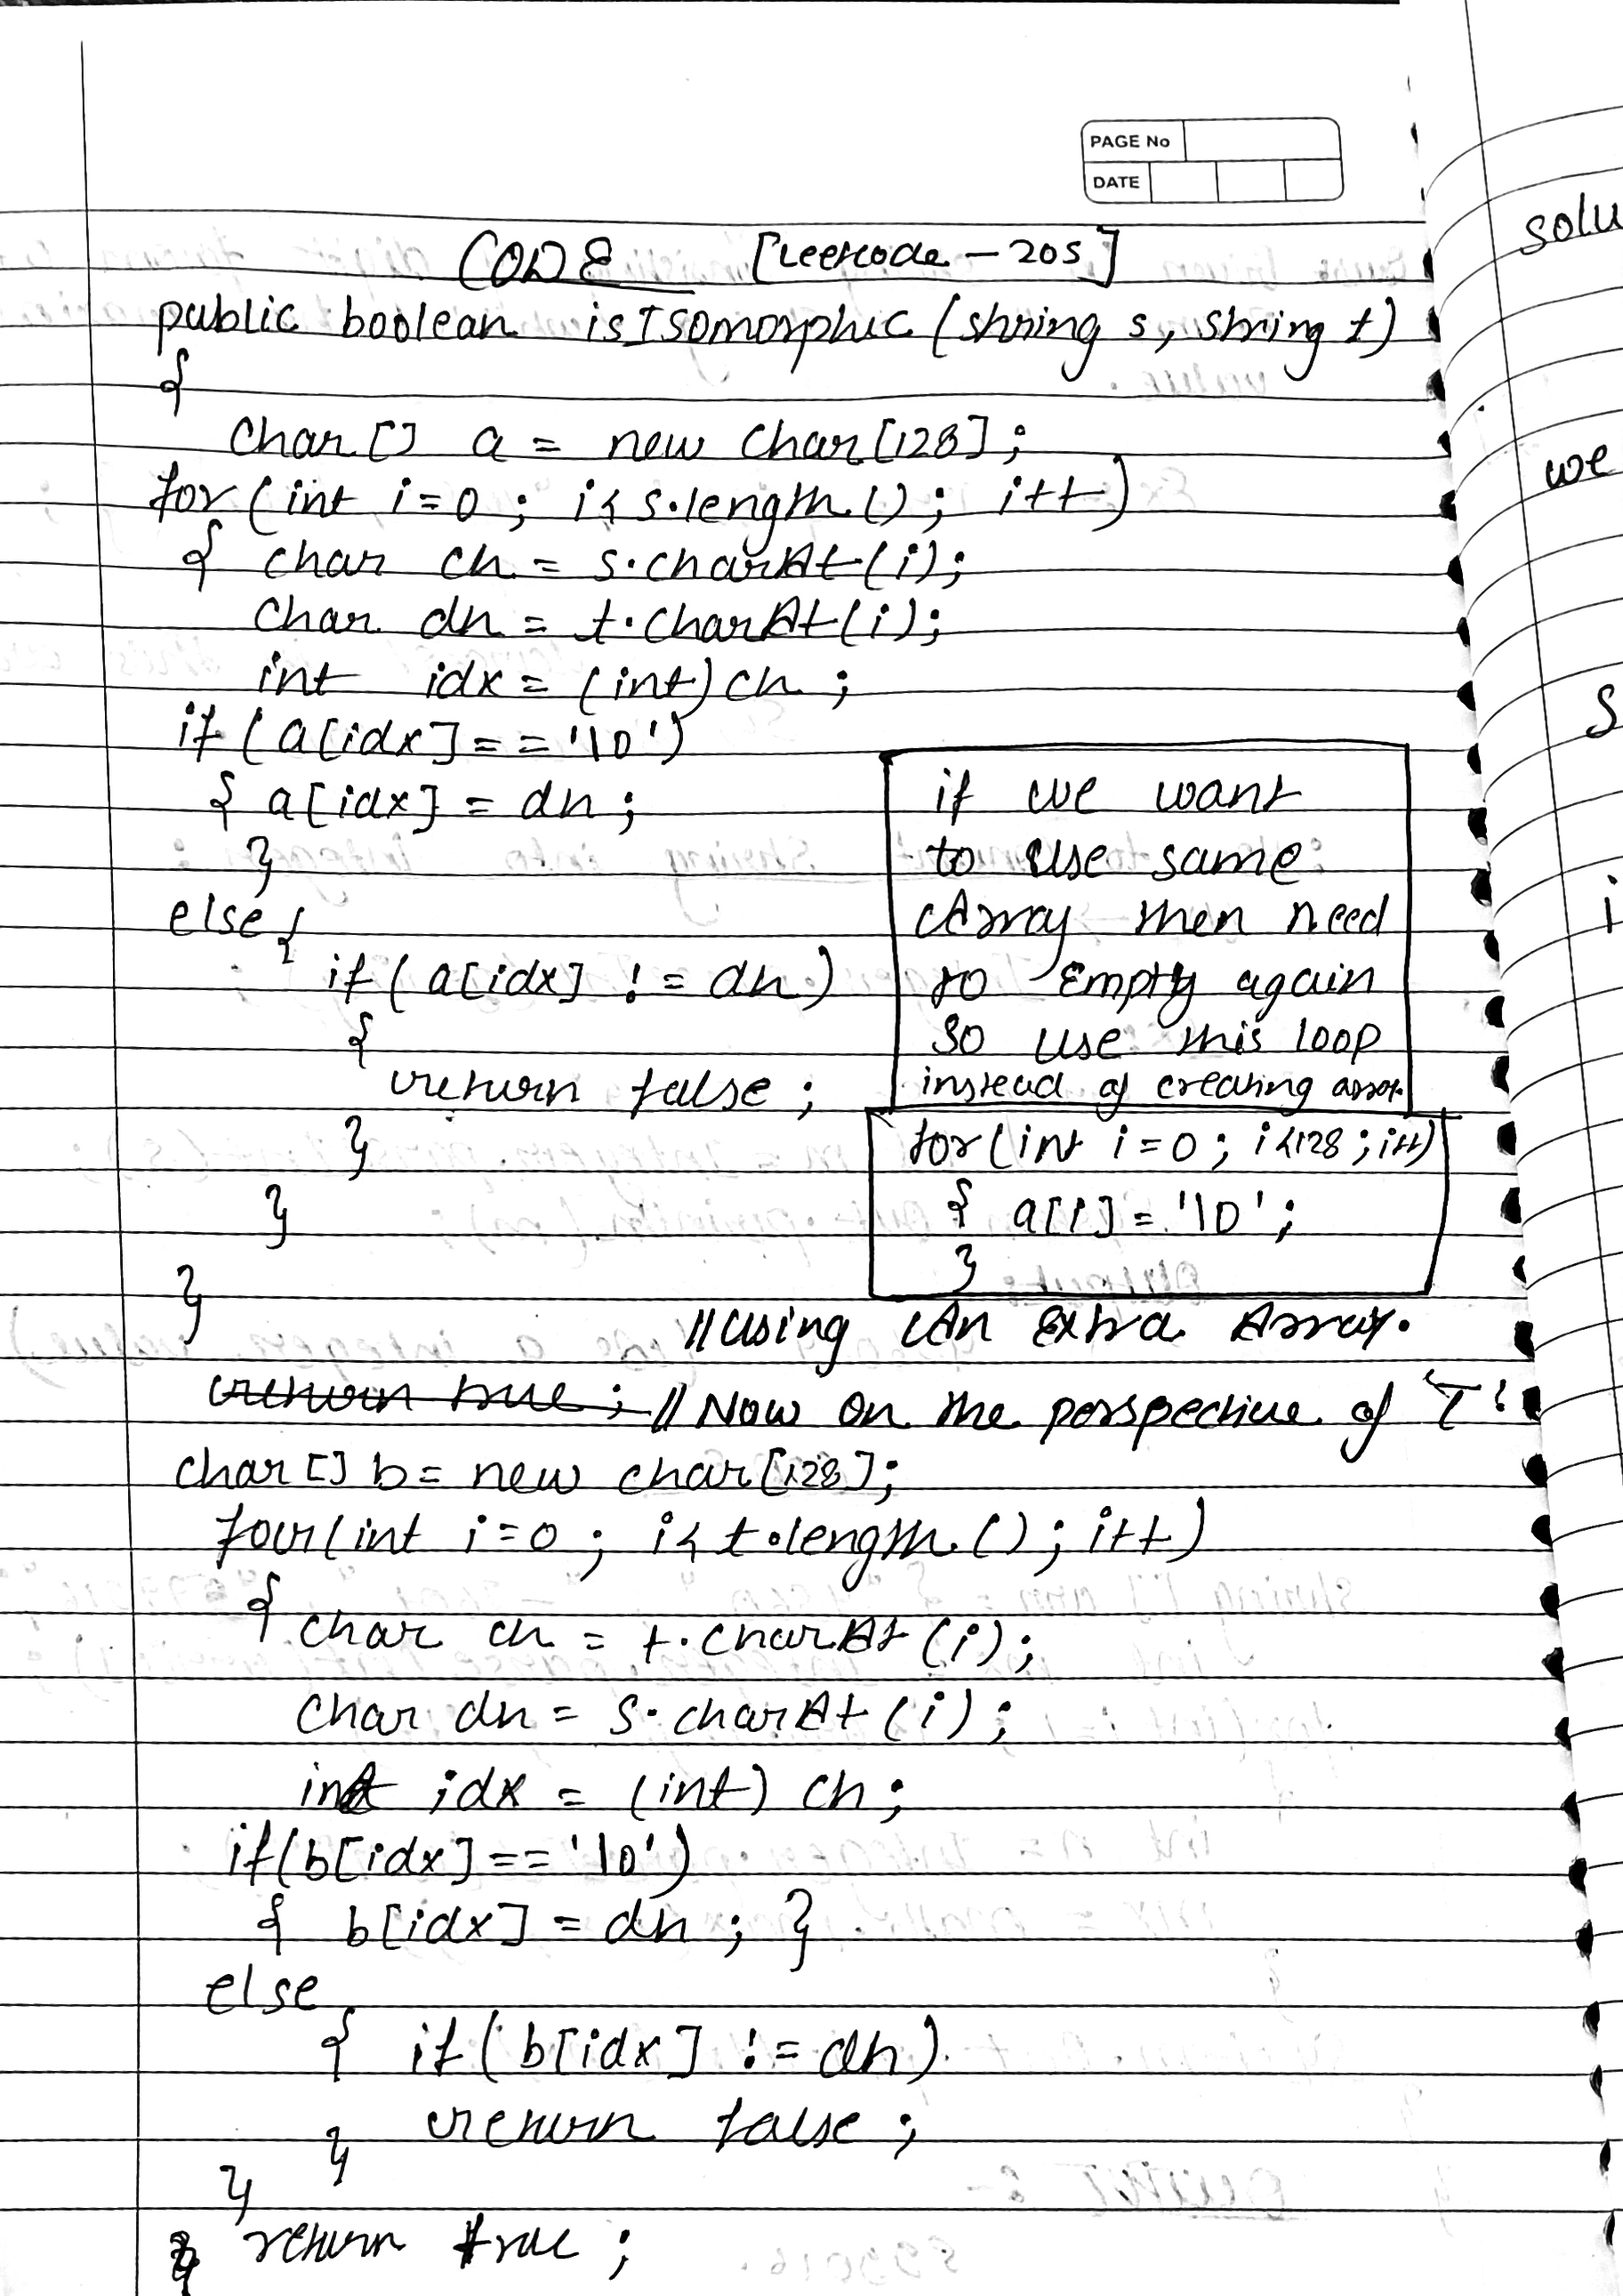 PAGE No
DATE
CODE [Leetcode - 205]
public boolean isIsomorphic (string s, string t)
{
char [] a = new char [128];
for (int i=0 ; i< s.length () ; i++)
{ char ch = s.charAt (i);
char dh = t.charAt (i);
int idx = (int) ch ;
if (a[idx] == '\0')
{ a[idx] = dh ;
}
else {
if (a[idx] != dh)
{
return false ;
}
}
}
if we want
to use same
Array then need
to Empty again
so use this loop
instead of creating array
for (int i=0 ; i<128 ; i++)
{ a[i] = '\0' ;
}
// Using An Extra Array.
return true ; // Now on the perspective of 'T'
char [] b = new char [128];
for (int i=0 ; i< t.length () ; i++)
{ char ch = t.charAt (i);
char dh = s.charAt (i);
int idx = (int) ch ;
if (b[idx] == '\0')
{ b[idx] = dh ; }
else
{ if (b[idx] != dh)
return false ;
}
}
} return true ;
solu
we
S
i